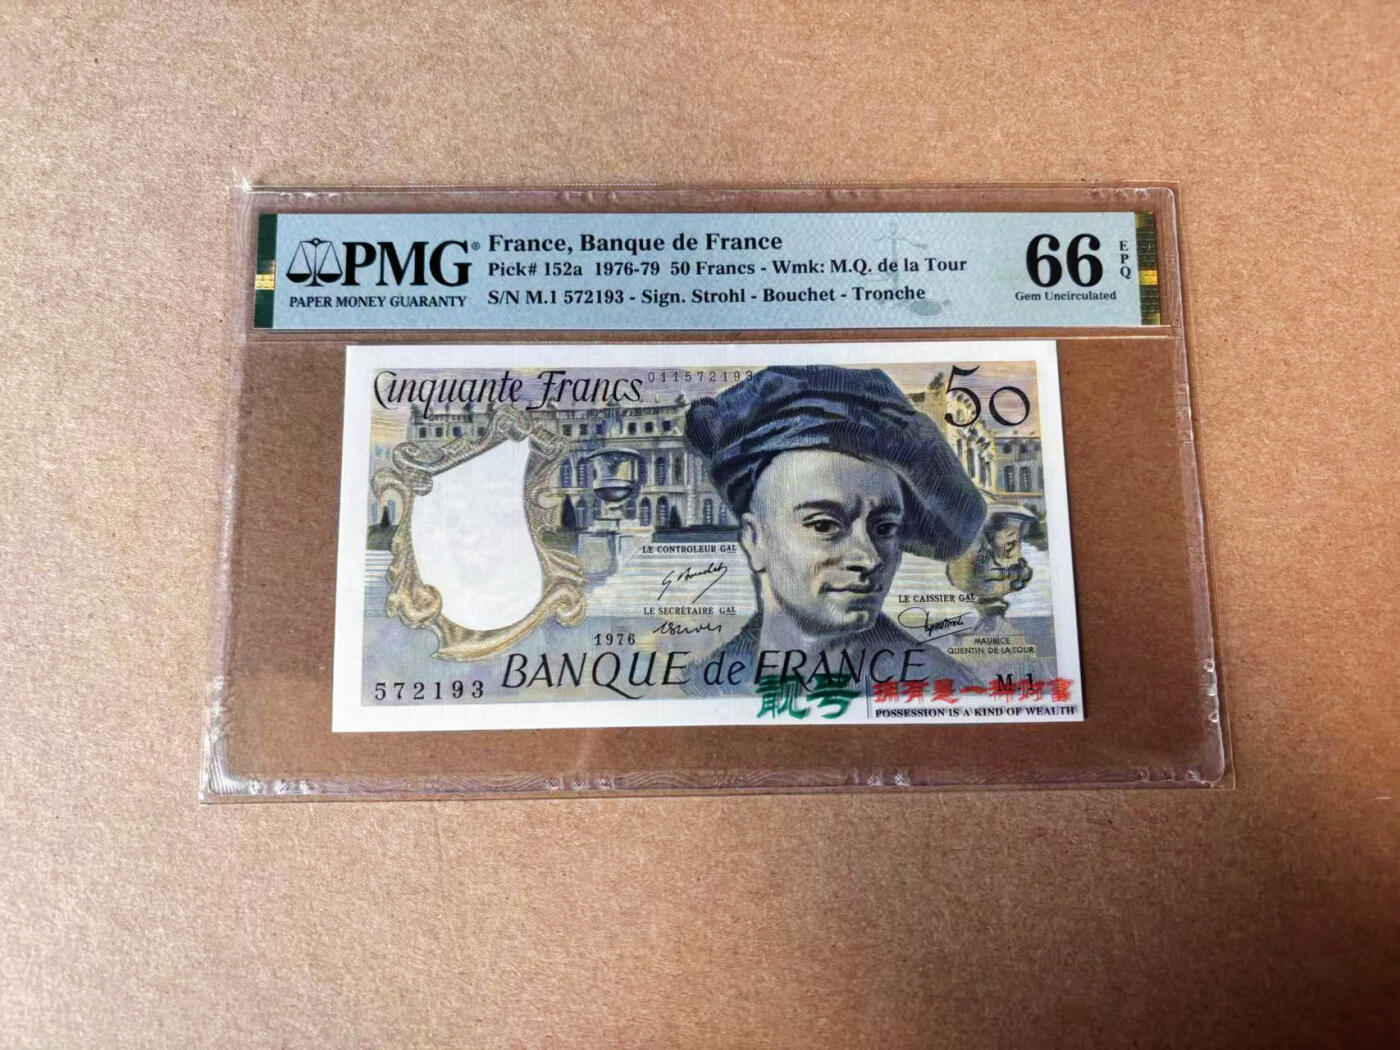 PMG®
PAPER MONEY GUARANTY
France, Banque de France
Pick# 152a 1976-79 50 Francs - Wmk: M.Q. de la Tour
S/N M.1 572193 - Sign. Strohl - Bouchet - Tronche
66
EPQ
Gem Uncirculated
Cinquante Francs
011572193
50
LE CONTROLEUR GAL
LE SECRÉTAIRE GAL
LE CAISSIER GAL
1976
MAURICE
QUENTIN DE LA TOUR
BANQUE de FRANCE
572193
M.1
靓号
拥有是一种财富
POSSESSION IS A KIND OF WEALTH